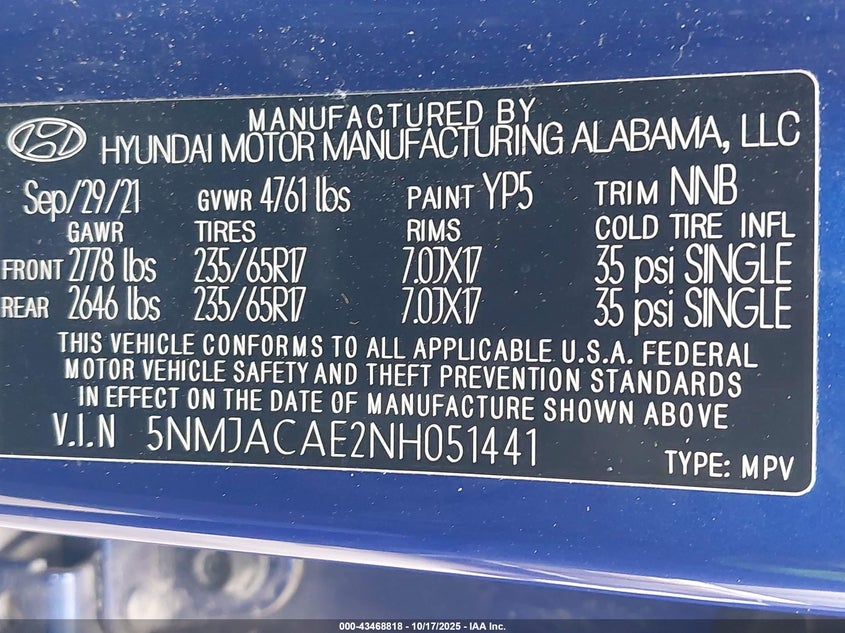 MANUFACTURED BY
HYUNDAI MOTOR MANUFACTURING ALABAMA, LLC
Sep/29/21 GVWR 4761 lbs PAINT YP5 TRIM NNB
GAWR TIRES RIMS COLD TIRE INFL
FRONT 2778 lbs 235/65R17 7.0JX17 35 psi SINGLE
REAR 2646 lbs 235/65R17 7.0JX17 35 psi SINGLE
THIS VEHICLE CONFORMS TO ALL APPLICABLE U.S.A. FEDERAL
MOTOR VEHICLE SAFETY AND THEFT PREVENTION STANDARDS
IN EFFECT ON THE DATE OF MANUFACTURE SHOWN ABOVE
V.I.N 5NMJACAE2NH051441
TYPE: MPV
000-43468818 - 10/17/2025 - IAA Inc.